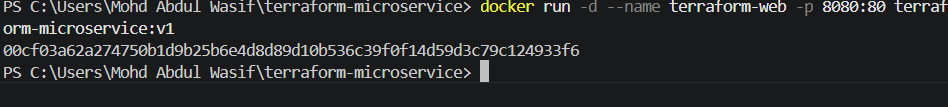 PS C:\Users\Mohd Abdul Wasif\terraform-microservice> docker run -d --name terraform-web -p 8080:80 terraf
orm-microservice:v1
00cf03a62a274750b1d9b25b6e4d8d89d10b536c39f0f14d59d3c79c124933f6
PS C:\Users\Mohd Abdul Wasif\terraform-microservice>